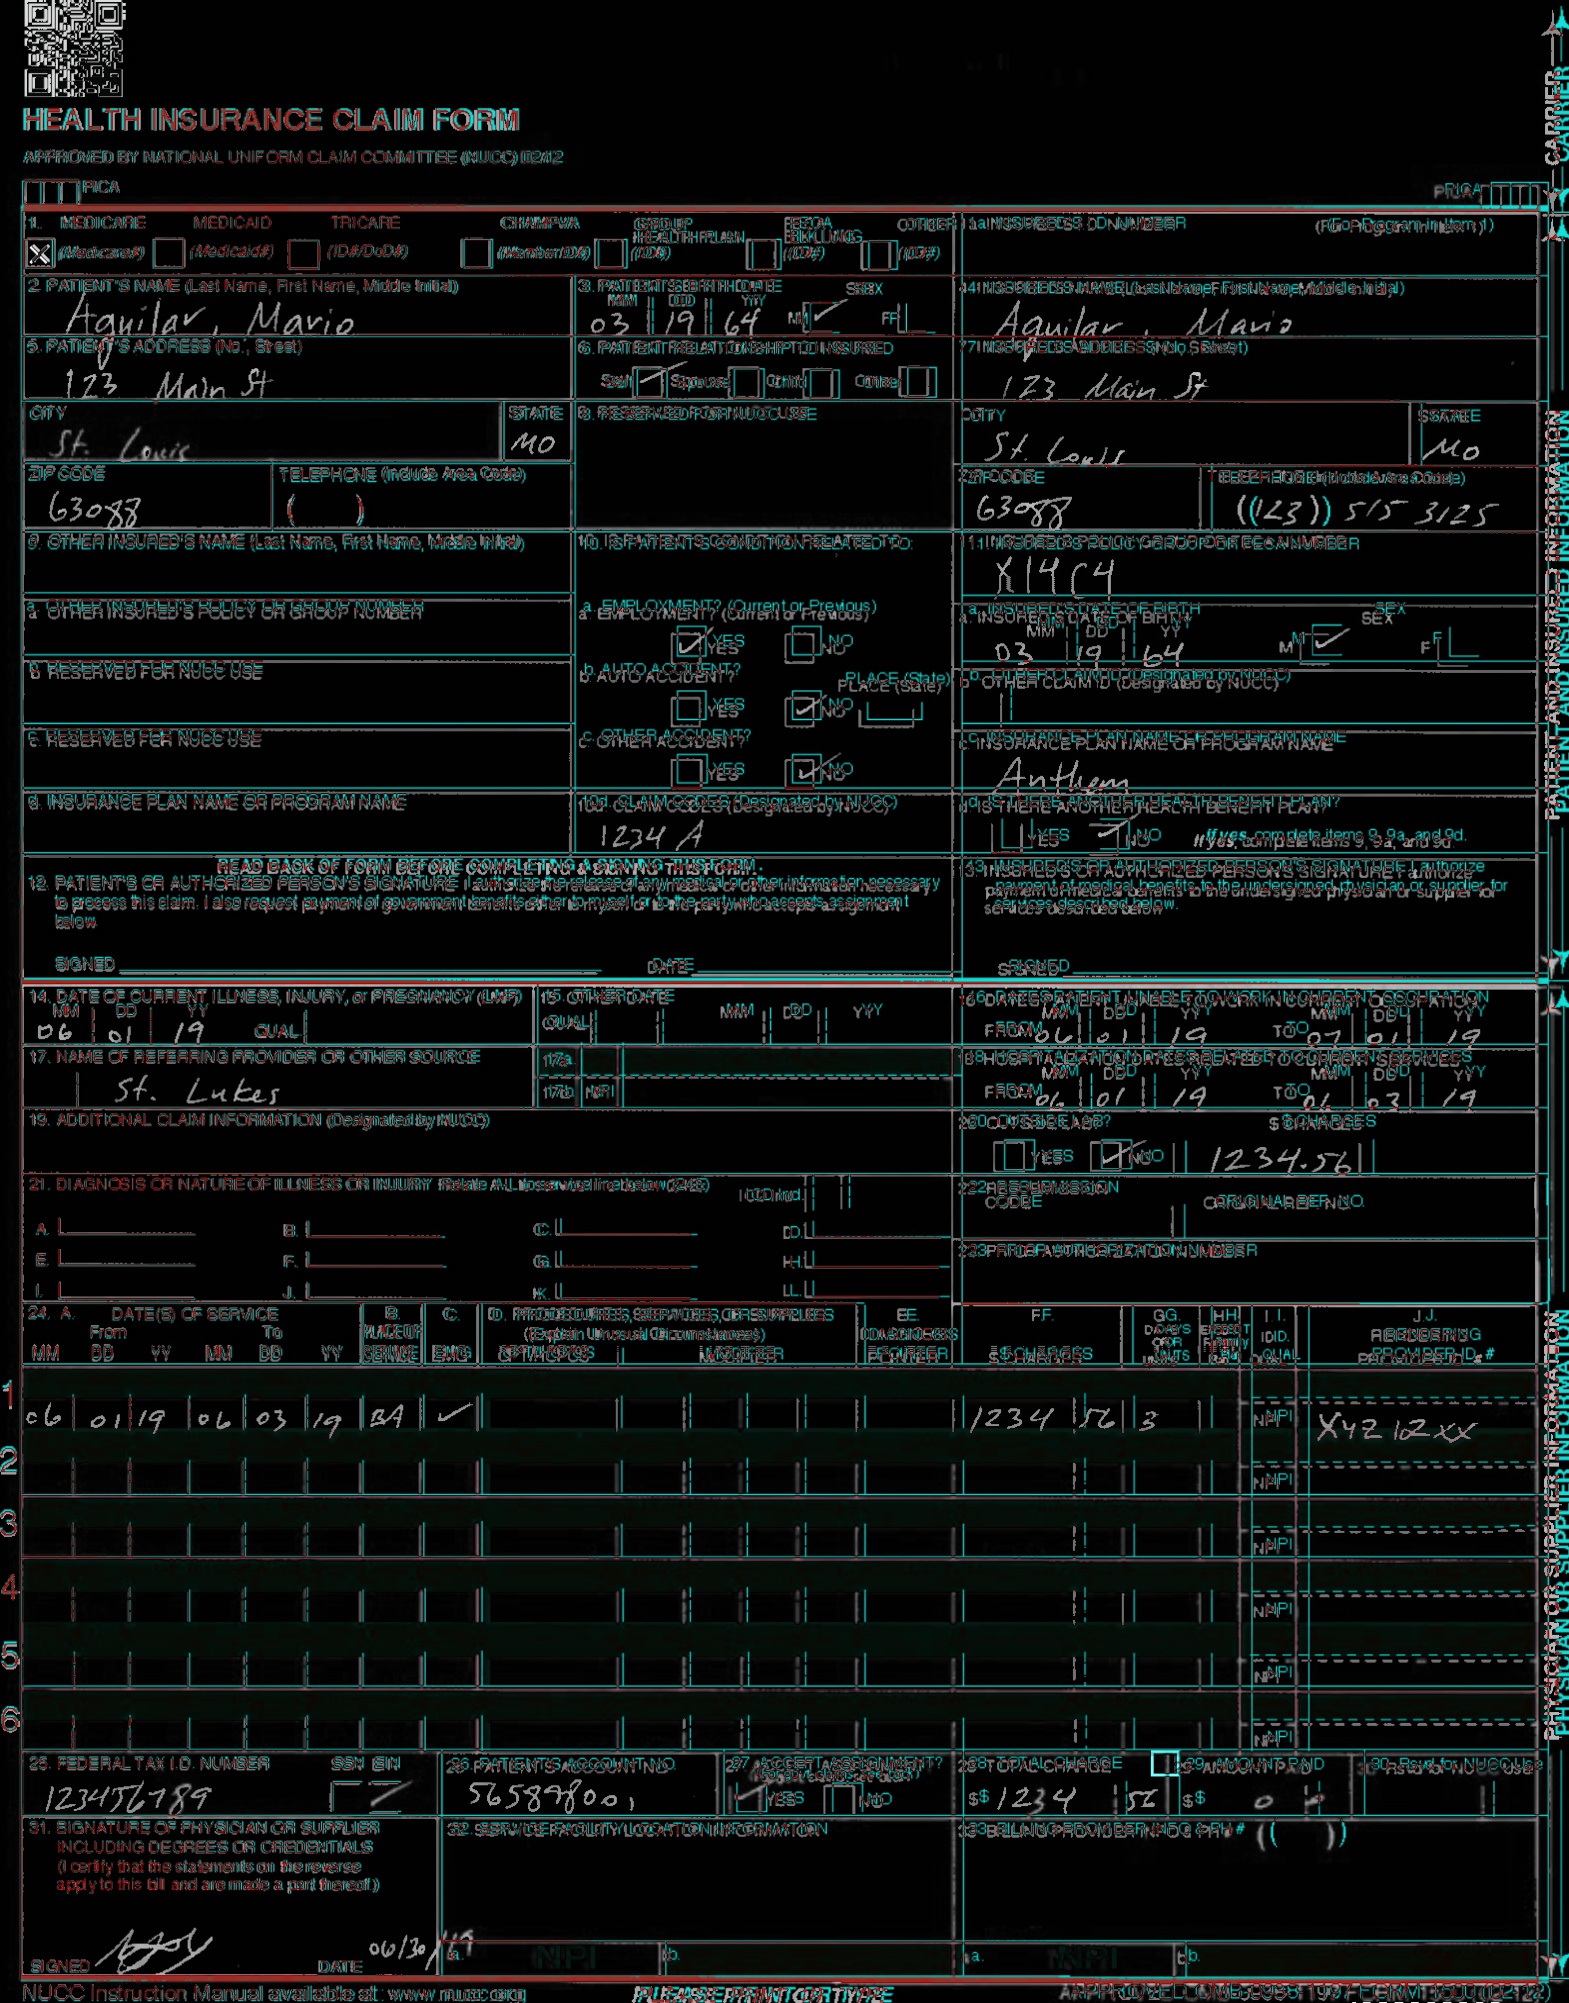 HEALTH INSURANCE CLAIM FORM
APPROVED BY NATIONAL UNIFORM CLAIM COMMITTEE (NUCC) 02/12
PICA PICA
CARRIER
1. MEDICARE MEDICAID TRICARE CHAMPVA GROUP HEALTH PLAN FECA BLK LUNG OTHER 1a. INSURED'S I.D. NUMBER (For Program in Item 1)
(Medicare#) (Medicaid#) (ID#/DoD#) (Member ID#) (ID#) (ID#) (ID#)
2. PATIENT'S NAME (Last Name, First Name, Middle Initial) 3. PATIENT'S BIRTH DATE SEX 4. INSURED'S NAME (Last Name, First Name, Middle Initial)
MM DD YY
Aguilar, Mario 03 19 64 M F Aguilar, Mario
5. PATIENT'S ADDRESS (No., Street) 6. PATIENT RELATIONSHIP TO INSURED 7. INSURED'S ADDRESS (No., Street)
123 Main St Self Spouse Child Other 123 Main St
CITY STATE 8. RESERVED FOR NUCC USE CITY STATE
St. Louis MO St. Louis MO
ZIP CODE TELEPHONE (Include Area Code) ZIP CODE TELEPHONE (Include Area Code)
63088 ( ) 63088 (123) 515 3125
9. OTHER INSURED'S NAME (Last Name, First Name, Middle Initial) 10. IS PATIENT'S CONDITION RELATED TO: 11. INSURED'S POLICY GROUP OR FECA NUMBER
X14C4
a. OTHER INSURED'S POLICY OR GROUP NUMBER a. EMPLOYMENT? (Current or Previous) a. INSURED'S DATE OF BIRTH SEX
MM DD YY
YES NO 03 19 64 M F
b. RESERVED FOR NUCC USE b. AUTO ACCIDENT? PLACE (State) b. OTHER CLAIM ID (Designated by NUCC)
YES NO
c. RESERVED FOR NUCC USE c. OTHER ACCIDENT? c. INSURANCE PLAN NAME OR PROGRAM NAME
YES NO Anthem
d. INSURANCE PLAN NAME OR PROGRAM NAME 10d. CLAIM CODES (Designated by NUCC) d. IS THERE ANOTHER HEALTH BENEFIT PLAN?
1234 A YES NO If yes, complete items 9, 9a, and 9d.
READ BACK OF FORM BEFORE COMPLETING & SIGNING THIS FORM.
12. PATIENT'S OR AUTHORIZED PERSON'S SIGNATURE I authorize the release of any medical or other information necessary
to process this claim. I also request payment of government benefits either to myself or to the party who accepts assignment
below.
SIGNED DATE
13. INSURED'S OR AUTHORIZED PERSON'S SIGNATURE I authorize
payment of medical benefits to the undersigned physician or supplier for
services described below.
SIGNED
PATIENT AND INSURED INFORMATION
14. DATE OF CURRENT ILLNESS, INJURY, or PREGNANCY (LMP) 15. OTHER DATE 16. DATES PATIENT UNABLE TO WORK IN CURRENT OCCUPATION
MM DD YY MM DD YY MM DD YY MM DD YY
06 01 19 QUAL. QUAL. FROM 06 01 19 TO 07 01 19
17. NAME OF REFERRING PROVIDER OR OTHER SOURCE 17a. 18. HOSPITALIZATION DATES RELATED TO CURRENT SERVICES
MM DD YY MM DD YY
St. Lukes 17b. NPI FROM 06 01 19 TO 06 03 19
19. ADDITIONAL CLAIM INFORMATION (Designated by NUCC) 20. OUTSIDE LAB? $ CHARGES
YES NO 1234.56
21. DIAGNOSIS OR NATURE OF ILLNESS OR INJURY Relate A-L to service line below (24E) ICD Ind. 22. RESUBMISSION CODE ORIGINAL REF. NO.
A. B. C. D.
E. F. G. H. 23. PRIOR AUTHORIZATION NUMBER
I. J. K. L.
24. A. DATE(S) OF SERVICE B. C. D. PROCEDURES, SERVICES, OR SUPPLIES E. F. G. H. I. J.
From To PLACE OF (Explain Unusual Circumstances) DIAGNOSIS DAYS OR EPSDT ID. RENDERING
MM DD YY MM DD YY SERVICE EMG CPT/HCPCS MODIFIER POINTER $ CHARGES UNITS Family Plan QUAL. PROVIDER ID. #
1 06 01 19 06 03 19 BA 1234 56 3 NPI XYZ12XX
2 NPI
3 NPI
4 NPI
5 NPI
6 NPI
PHYSICIAN OR SUPPLIER INFORMATION
25. FEDERAL TAX I.D. NUMBER SSN EIN 26. PATIENT'S ACCOUNT NO. 27. ACCEPT ASSIGNMENT? 28. TOTAL CHARGE 29. AMOUNT PAID 30. Rsvd for NUCC Use
123456789 YES NO $ 1234 56 $ 0
31. SIGNATURE OF PHYSICIAN OR SUPPLIER 32. SERVICE FACILITY LOCATION INFORMATION 33. BILLING PROVIDER INFO & PH # ( )
INCLUDING DEGREES OR CREDENTIALS
(I certify that the statements on the reverse
apply to this bill and are made a part thereof.)
06/30/19
SIGNED DATE a. NPI b. a. NPI b.
NUCC Instruction Manual available at: www.nucc.org PLEASE PRINT OR TYPE